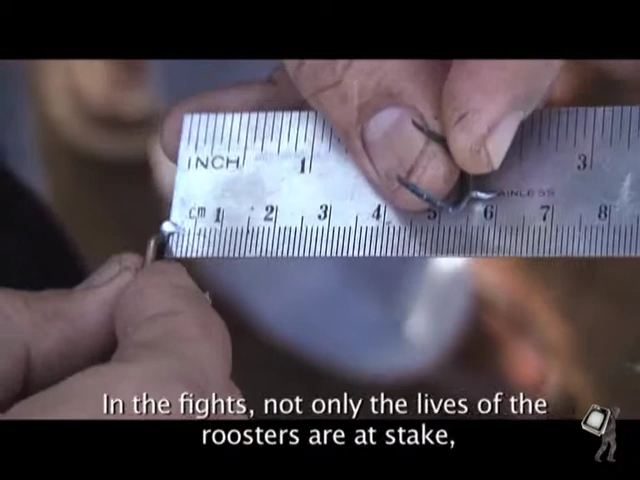 INCH 1 3
cm 1 2 3 4 5 6 7 8
In the fights, not only the lives of the
roosters are at stake,